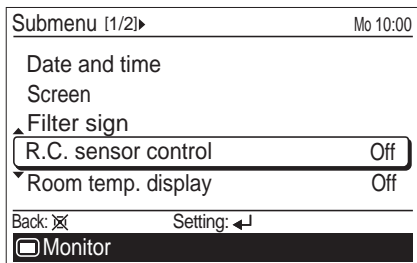 Submenu [1/2] Mo 10:00
Date and time
Screen
Filter sign
R.C. sensor control Off
Room temp. display Off
Back: Setting:
Monitor